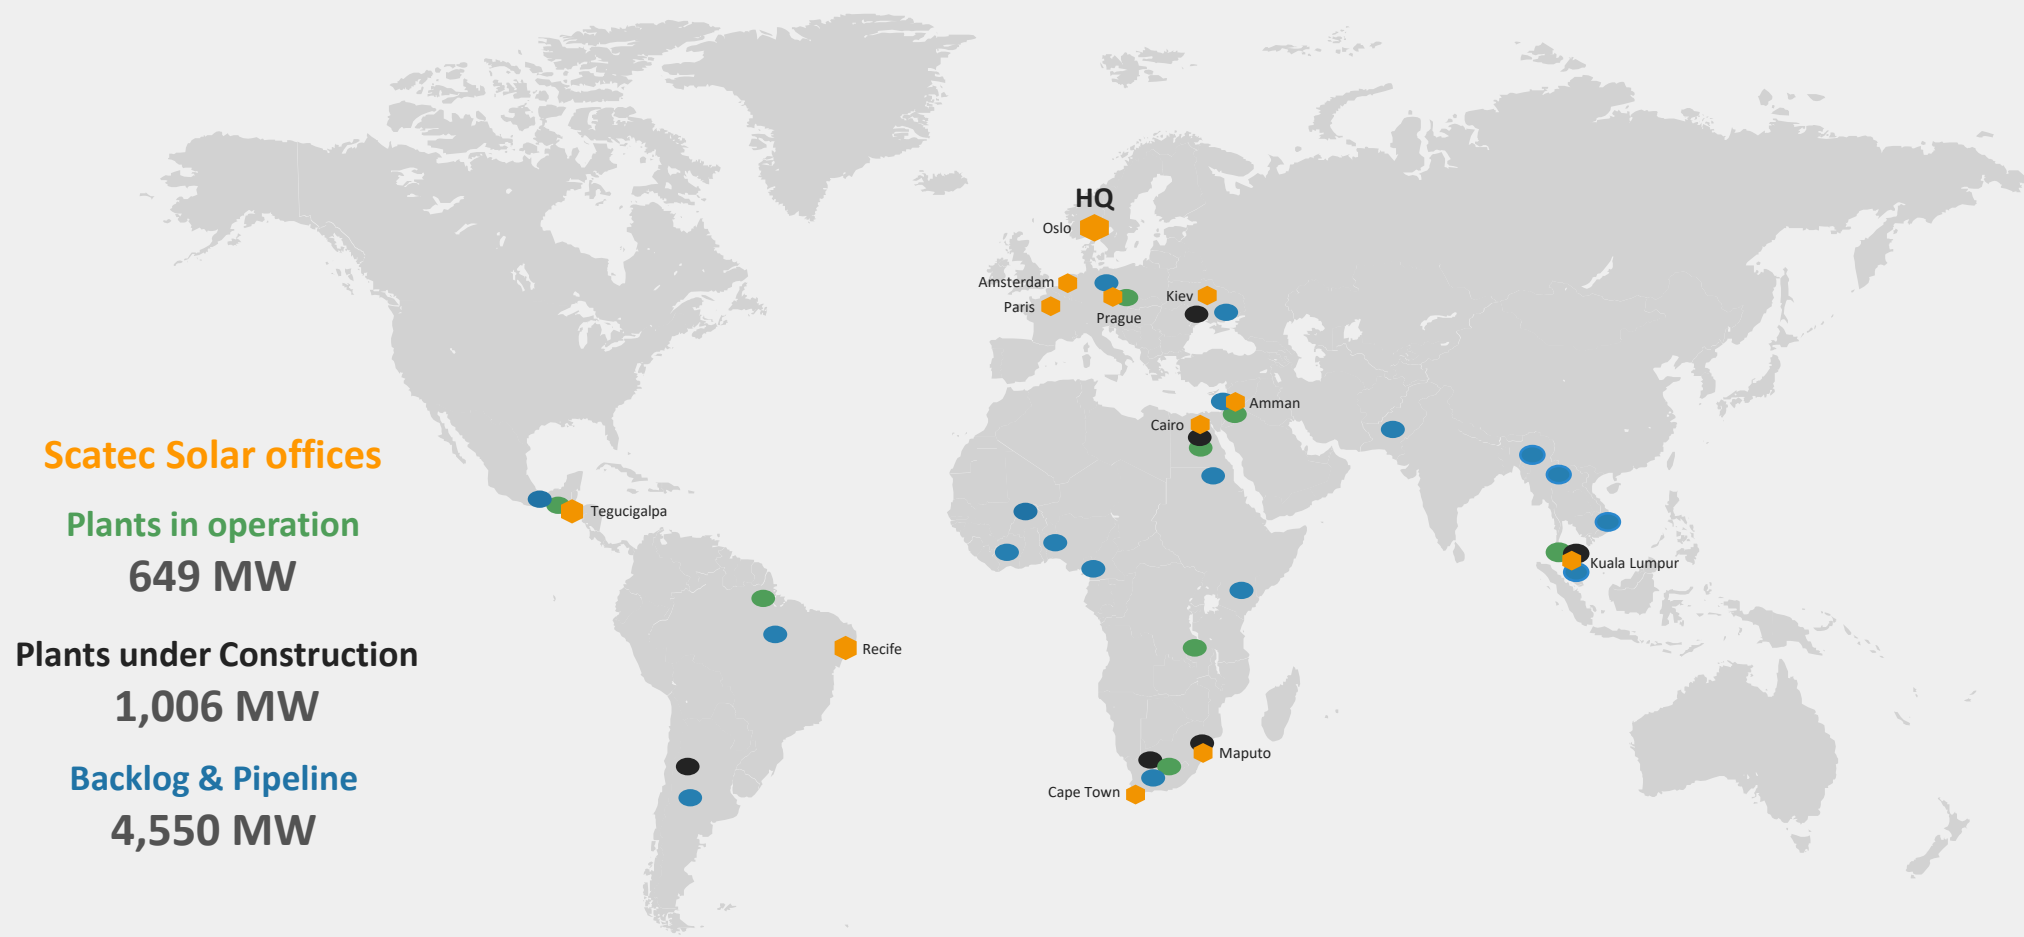 HQ
Oslo
Amsterdam
Paris
Prague
Kiev
Amman
Cairo
Scatec Solar offices
Plants in operation
649 MW
Plants under Construction
1,006 MW
Backlog & Pipeline
4,550 MW
Tegucigalpa
Recife
Kuala Lumpur
Maputo
Cape Town